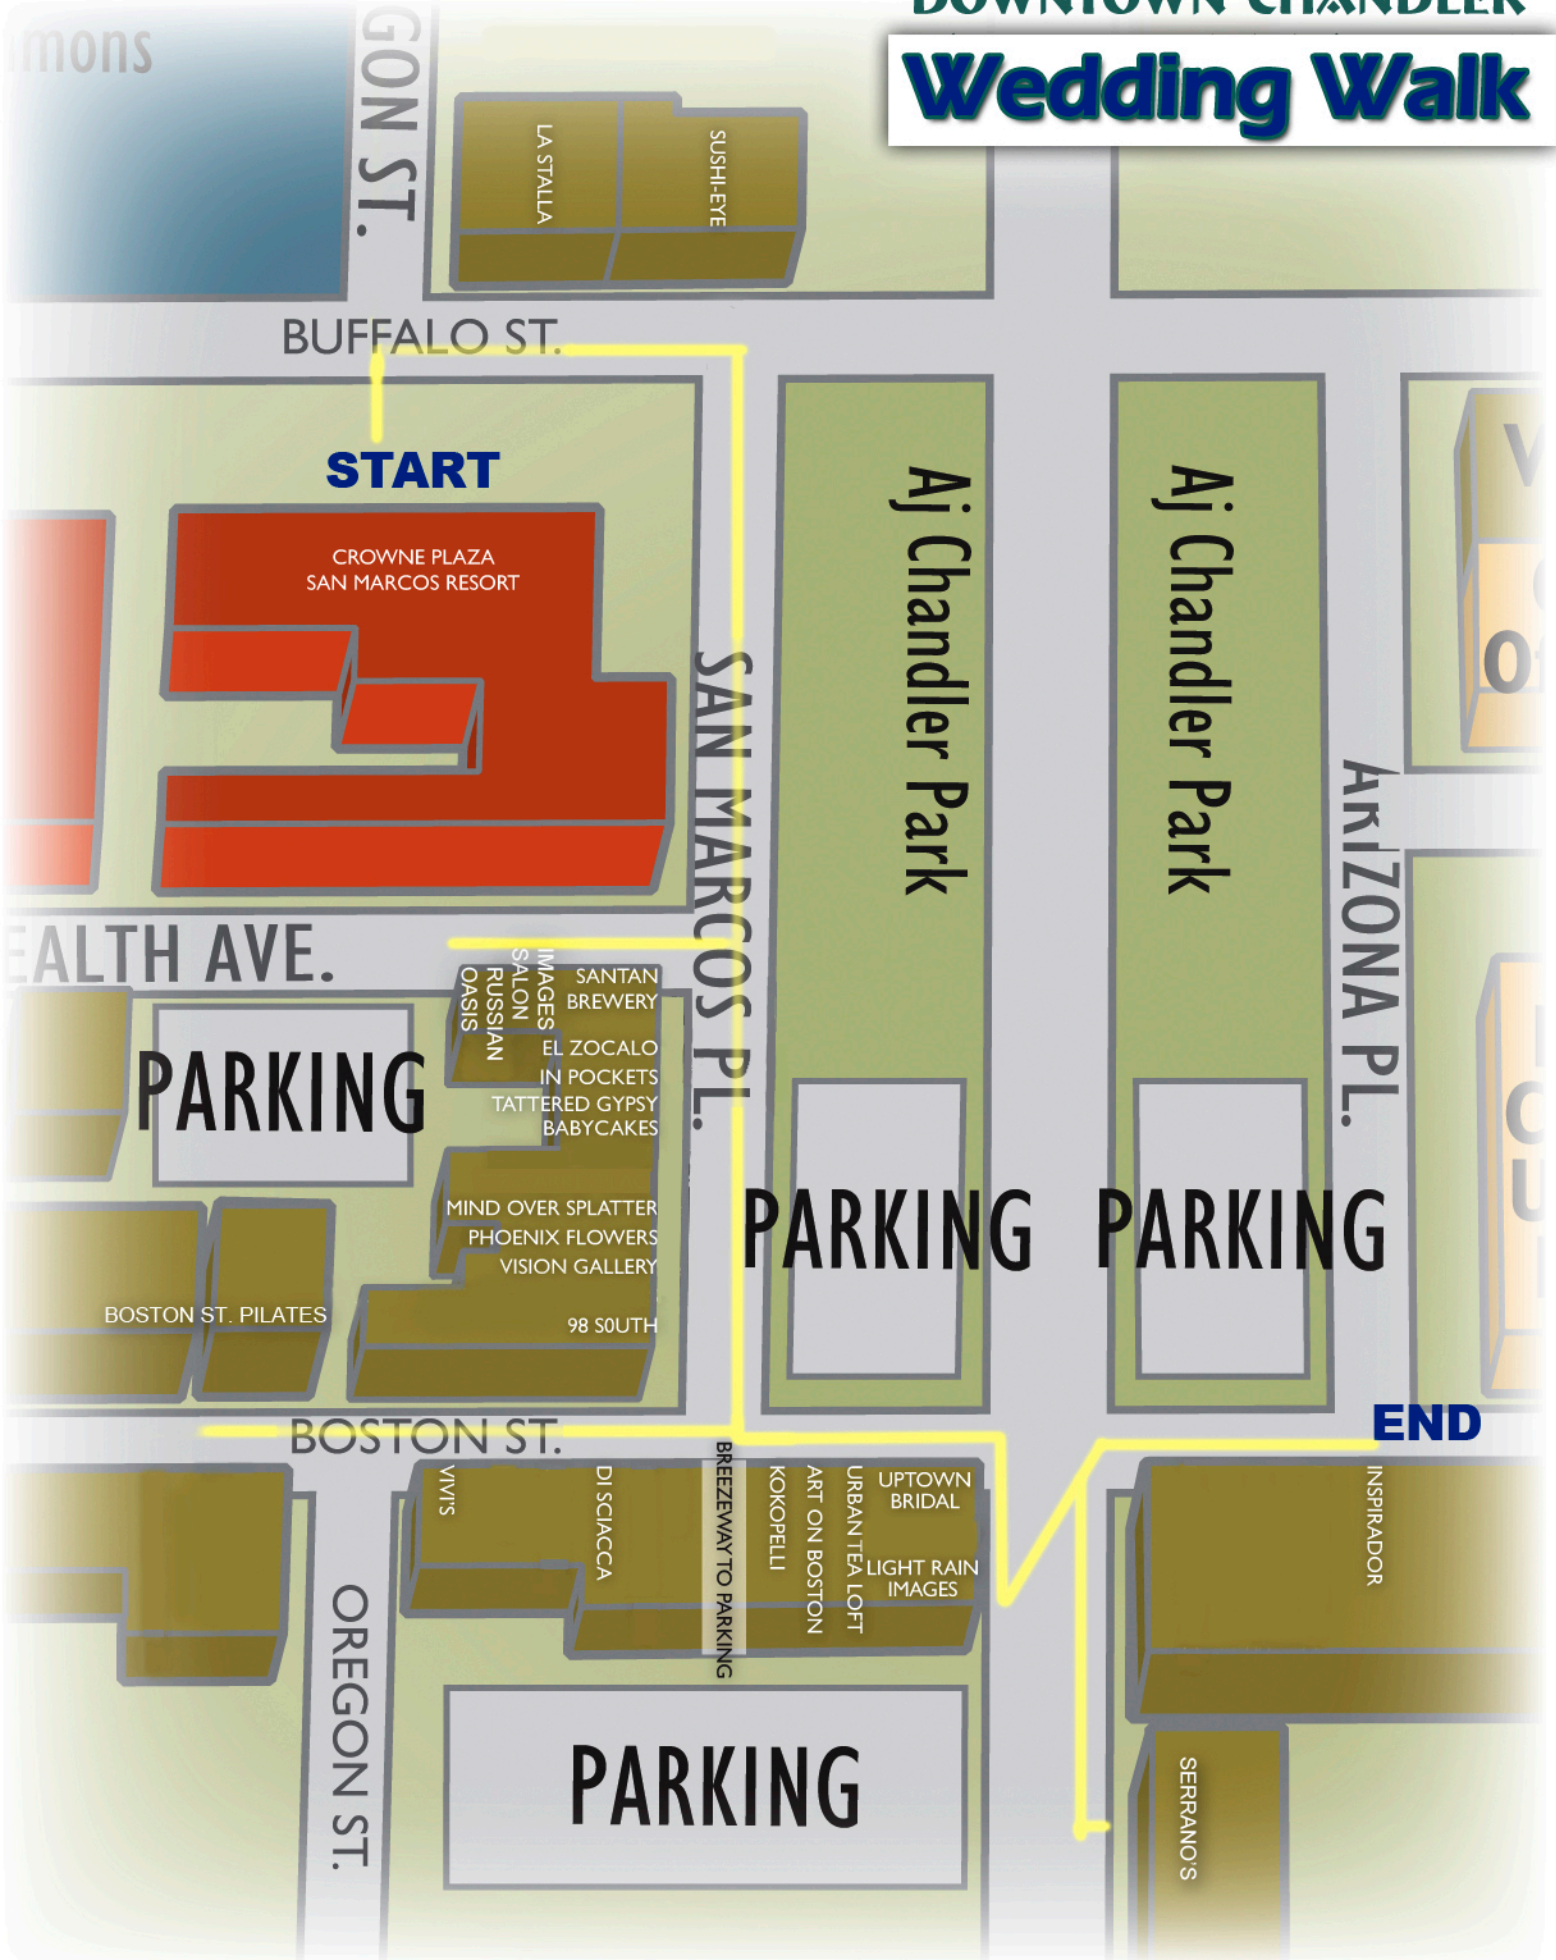 DOWNTOWN CHANDLER
Wedding Walk
mons
GON ST.
LA STALLA
SUSHI-EYE
BUFFALO ST.
START
CROWNE PLAZA
SAN MARCOS RESORT
SAN MARCOS PL.
Aj Chandler Park
Aj Chandler Park
ARIZONA PL.
EALTH AVE.
OASIS
RUSSIAN
SALON
IMAGES
SANTAN
BREWERY
EL ZOCALO
IN POCKETS
TATTERED GYPSY
BABYCAKES
PARKING
MIND OVER SPLATTER
PHOENIX FLOWERS
VISION GALLERY
98 SOUTH
PARKING
PARKING
BOSTON ST. PILATES
BOSTON ST.
END
VIVI'S
DI SCIACCA
BREEZEWAY TO PARKING
KOKOPELLI
ART ON BOSTON
URBAN TEA LOFT
UPTOWN
BRIDAL
LIGHT RAIN
IMAGES
INSPIRADOR
OREGON ST.
PARKING
SERRANO'S